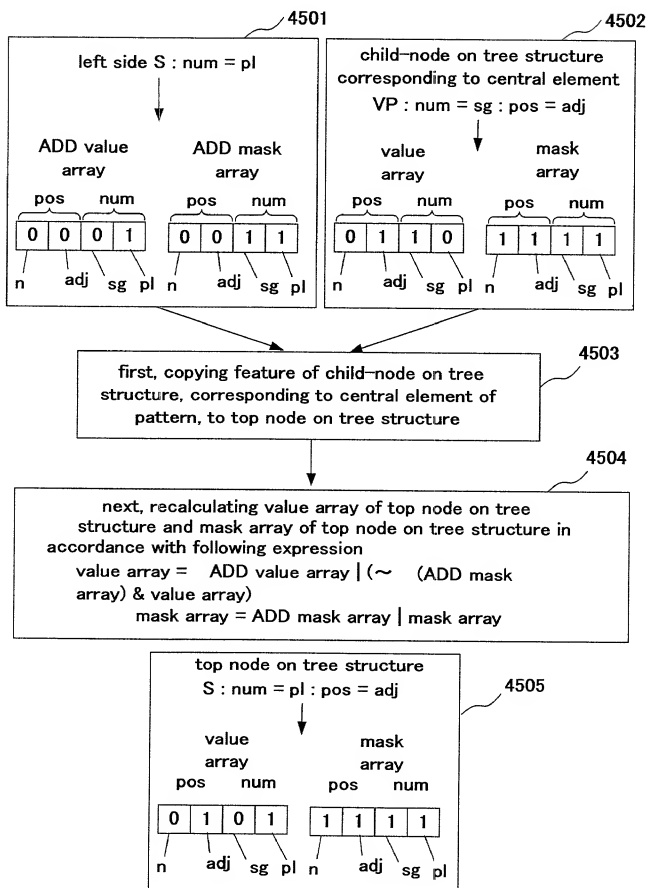 4501
left side S : num = pl
ADD value
array
ADD mask
array
pos num
pos num
0 0 0 1
0 0 1 1
n adj sg pl
n adj sg pl
4502
child-node on tree structure
corresponding to central element
VP : num = sg : pos = adj
value
array
mask
array
pos num
pos num
0 1 1 0
1 1 1 1
n adj sg pl
n adj sg pl
4503
first, copying feature of child-node on tree
structure, corresponding to central element of
pattern, to top node on tree structure
4504
next, recalculating value array of top node on tree
structure and mask array of top node on tree structure in
accordance with following expression
value array = ADD value array | (~ (ADD mask
array) & value array)
mask array = ADD mask array | mask array
4505
top node on tree structure
S : num = pl : pos = adj
value
array
mask
array
pos num
pos num
0 1 0 1
1 1 1 1
n adj sg pl
n adj sg pl